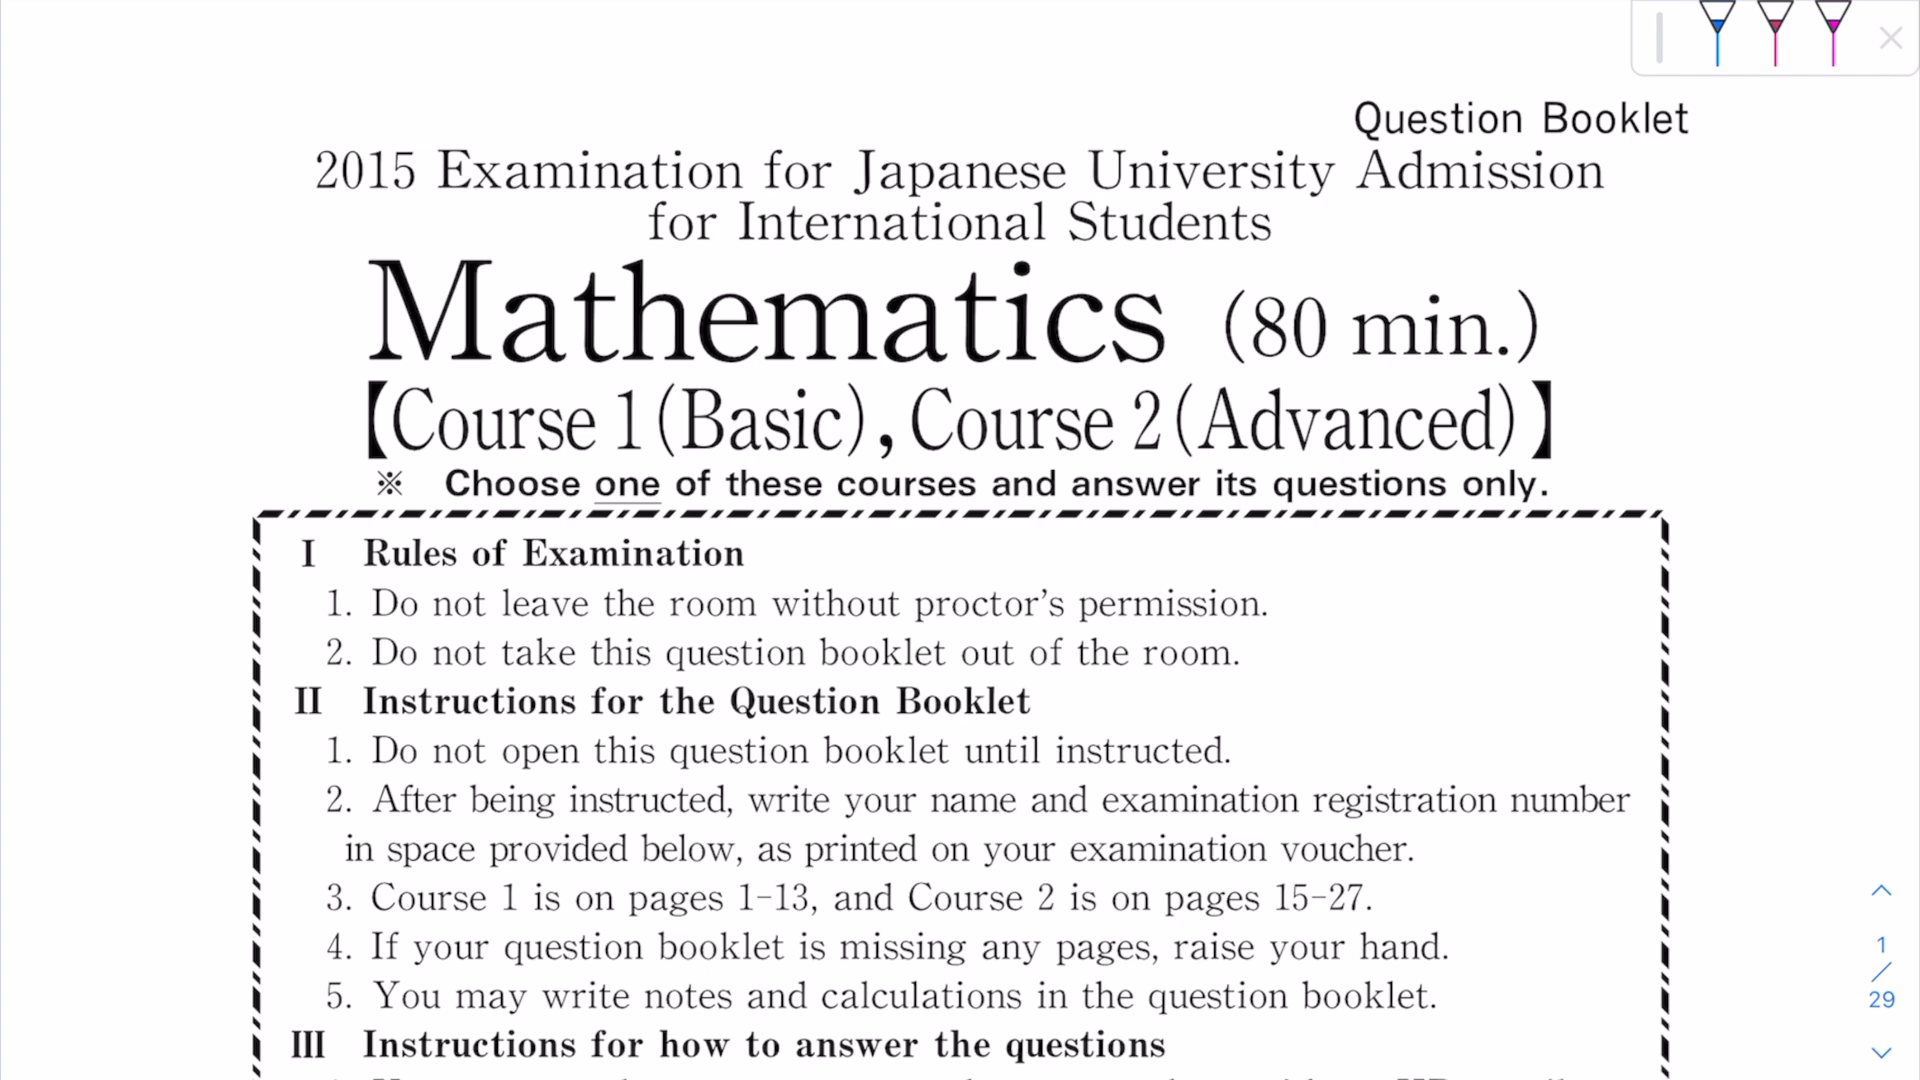 Question Booklet
2015 Examination for Japanese University Admission
for International Students
Mathematics (80 min.)
【Course 1(Basic), Course 2(Advanced)】
※ Choose one of these courses and answer its questions only.
I Rules of Examination
1. Do not leave the room without proctor's permission.
2. Do not take this question booklet out of the room.
II Instructions for the Question Booklet
1. Do not open this question booklet until instructed.
2. After being instructed, write your name and examination registration number
in space provided below, as printed on your examination voucher.
3. Course 1 is on pages 1–13, and Course 2 is on pages 15–27.
4. If your question booklet is missing any pages, raise your hand.
5. You may write notes and calculations in the question booklet.
III Instructions for how to answer the questions
1
/
29